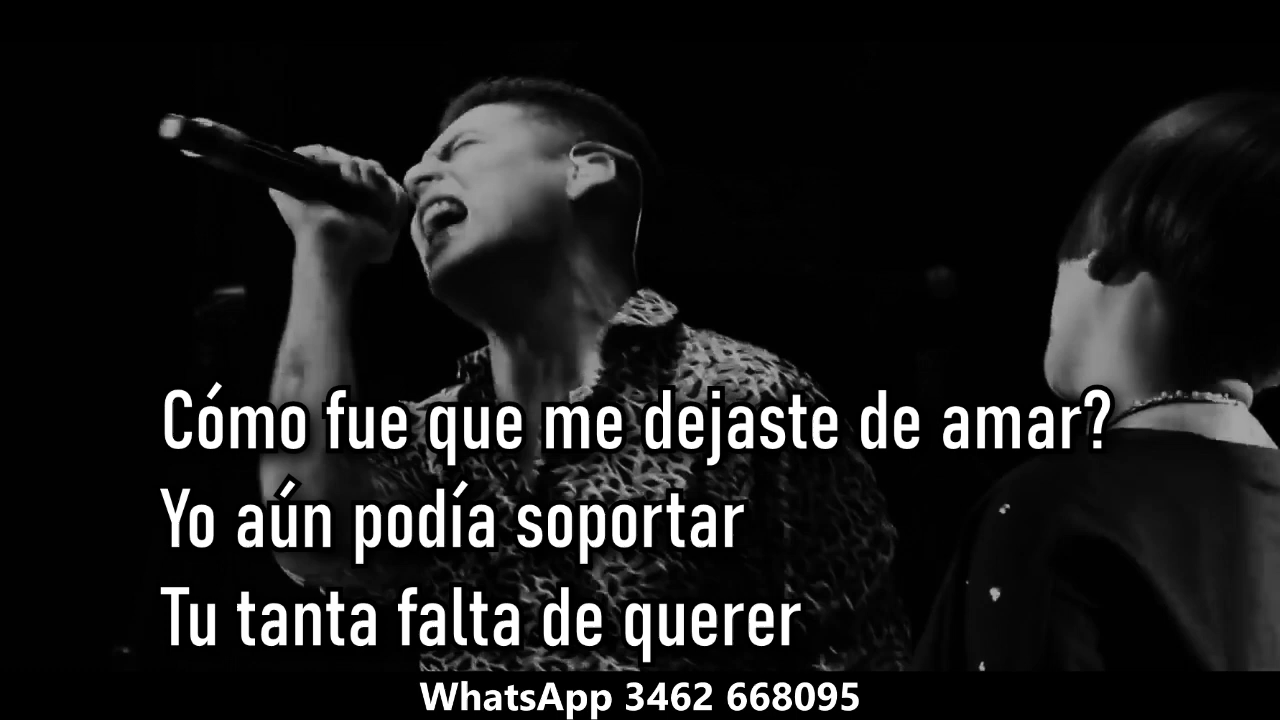 Cómo fue que me dejaste de amar?
Yo aún podía soportar
Tu tanta falta de querer
WhatsApp 3462 668095